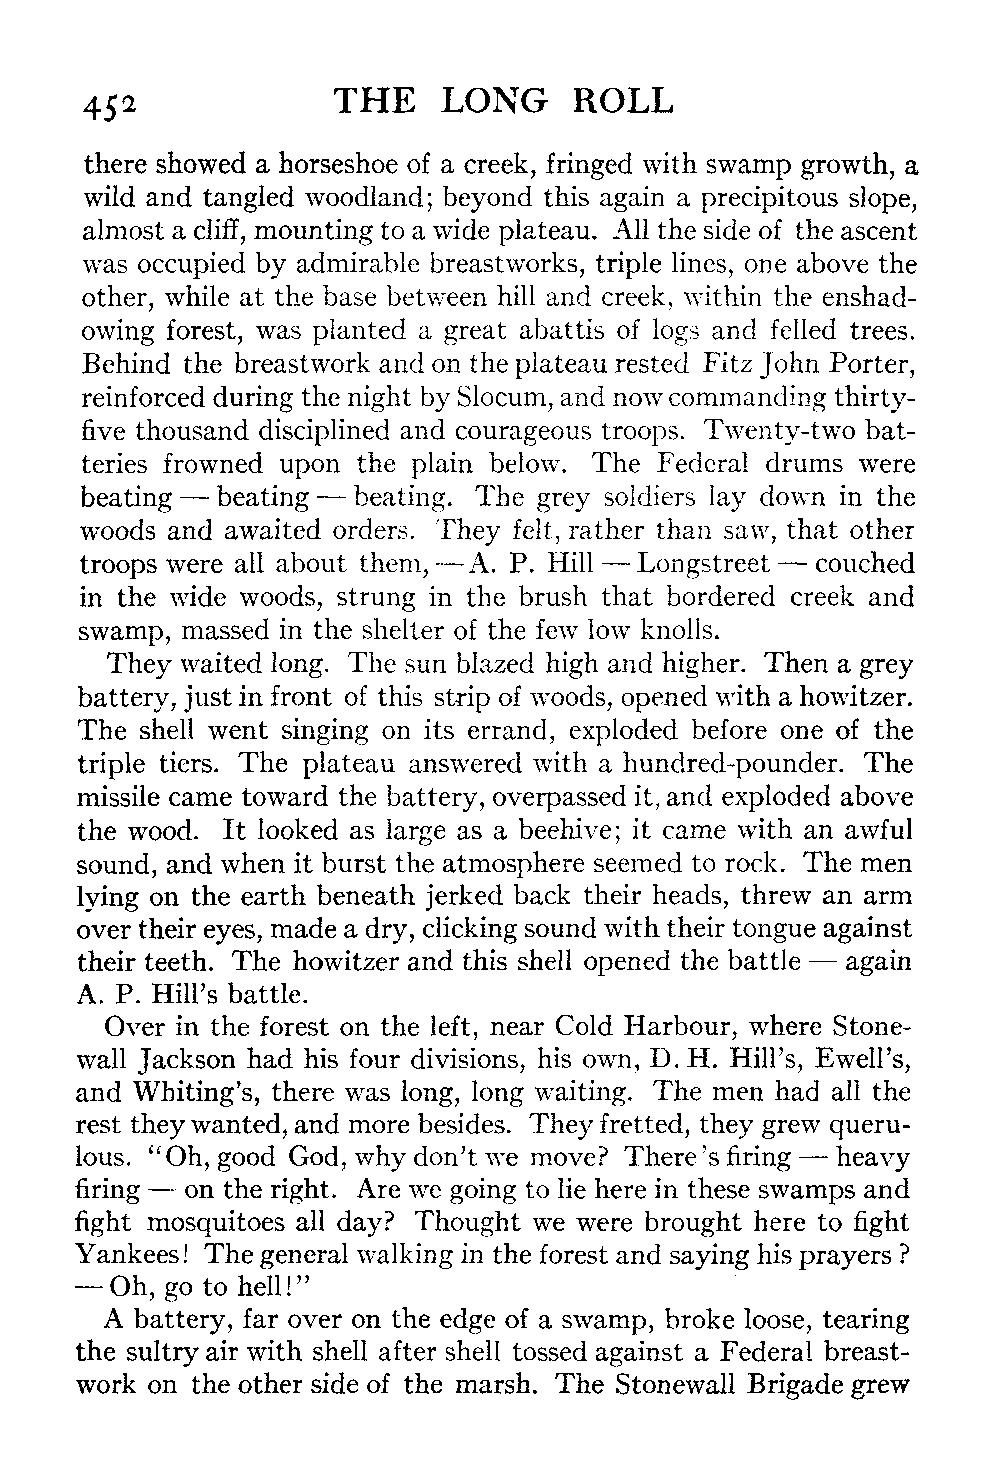 452 THE LONG ROLL
there showed a horseshoe of a creek, fringed with swamp growth, a
wild and tangled woodland; beyond this again a precipitous slope,
almost a cliff, mounting to a wide plateau. All the side of the ascent
was occupied by admirable breastworks, triple lines, one above the
other, while at the base between hill and creek, within the enshad-
owing forest, was planted a great abattis of logs and felled trees.
Behind the breastwork and on the plateau rested Fitz John Porter,
reinforced during the night by Slocum, and now commanding thirty-
five thousand disciplined and courageous troops. Twenty-two bat-
teries frowned upon the plain below. The Federal drums were
beating — beating — beating. The grey soldiers lay down in the
woods and awaited orders. They felt, rather than saw, that other
troops were all about them, — A. P. Hill — Longstreet — couched
in the wide woods, strung in the brush that bordered creek and
swamp, massed in the shelter of the few low knolls.
They waited long. The sun blazed high and higher. Then a grey
battery, just in front of this strip of woods, opened with a howitzer.
The shell went singing on its errand, exploded before one of the
triple tiers. The plateau answered with a hundred-pounder. The
missile came toward the battery, overpassed it, and exploded above
the wood. It looked as large as a beehive; it came with an awful
sound, and when it burst the atmosphere seemed to rock. The men
lying on the earth beneath jerked back their heads, threw an arm
over their eyes, made a dry, clicking sound with their tongue against
their teeth. The howitzer and this shell opened the battle — again
A. P. Hill's battle.
Over in the forest on the left, near Cold Harbour, where Stone-
wall Jackson had his four divisions, his own, D. H. Hill's, Ewell's,
and Whiting's, there was long, long waiting. The men had all the
rest they wanted, and more besides. They fretted, they grew queru-
lous. "Oh, good God, why don't we move? There's firing — heavy
firing — on the right. Are we going to lie here in these swamps and
fight mosquitoes all day? Thought we were brought here to fight
Yankees! The general walking in the forest and saying his prayers?
— Oh, go to hell!"
A battery, far over on the edge of a swamp, broke loose, tearing
the sultry air with shell after shell tossed against a Federal breast-
work on the other side of the marsh. The Stonewall Brigade grew